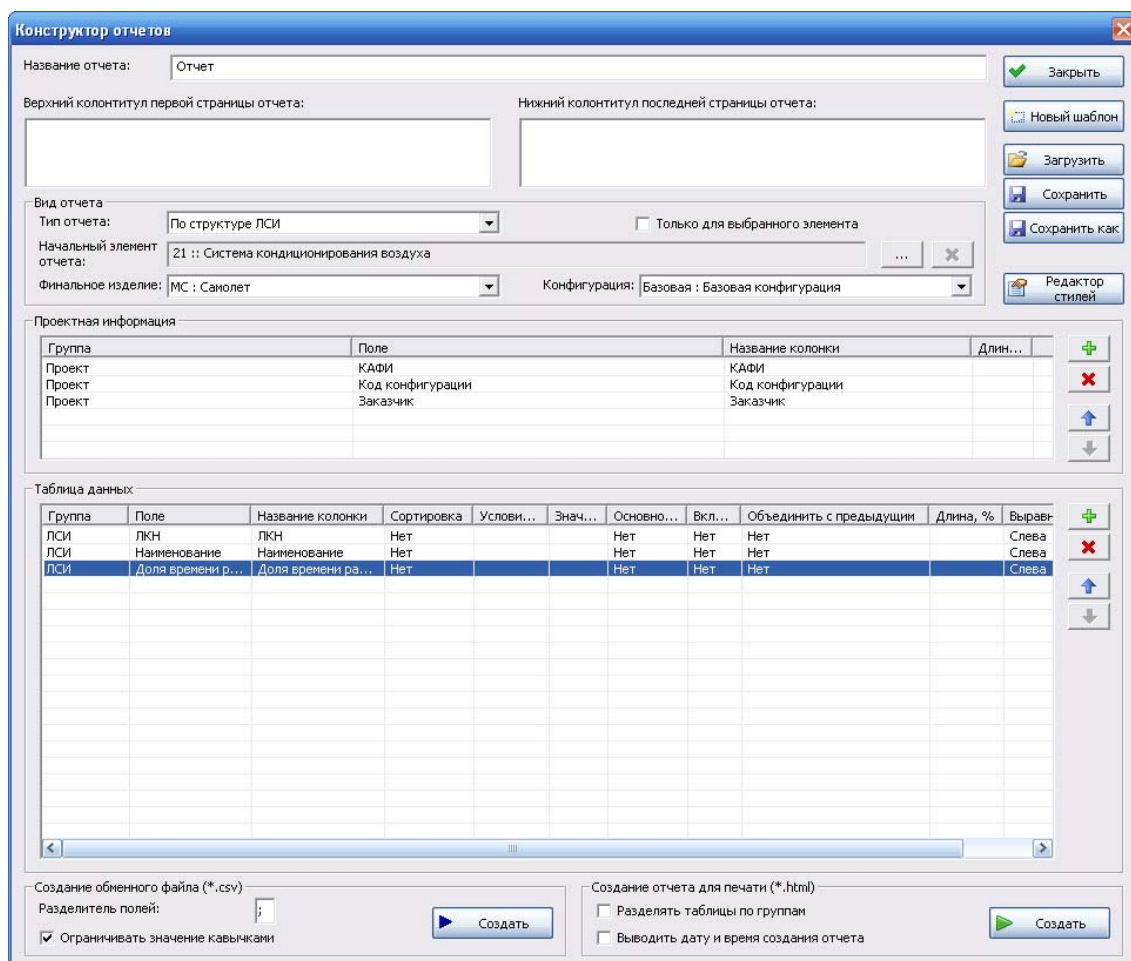 Конструктор отчетов
Название отчета: Отчет
Закрыть
Верхний колонтитул первой страницы отчета: Нижний колонтитул последней страницы отчета:
Новый шаблон
Загрузить
Сохранить
Сохранить как
Редактор стилей
Вид отчета
Тип отчета: По структуре ЛСИ Только для выбранного элемента
Начальный элемент отчета: 21 :: Система кондиционирования воздуха ...
Финальное изделие: МС : Самолет Конфигурация: Базовая : Базовая конфигурация
Проектная информация
Группа Поле Название колонки Длин...
Проект КАФИ КАФИ
Проект Код конфигурации Код конфигурации
Проект Заказчик Заказчик
Таблица данных
Группа Поле Название колонки Сортировка Услови... Знач... Основно... Вкл... Объединить с предыдущим Длина, % Выравн
ЛСИ ЛКН ЛКН Нет Нет Нет Нет Слева
ЛСИ Наименование Наименование Нет Нет Нет Нет Слева
ЛСИ Доля времени р... Доля времени ра... Нет Нет Нет Нет Слева
Создание обменного файла (*.csv)
Разделитель полей: ;
Ограничивать значение кавычками
Создать
Создание отчета для печати (*.html)
Разделять таблицы по группам
Выводить дату и время создания отчета
Создать